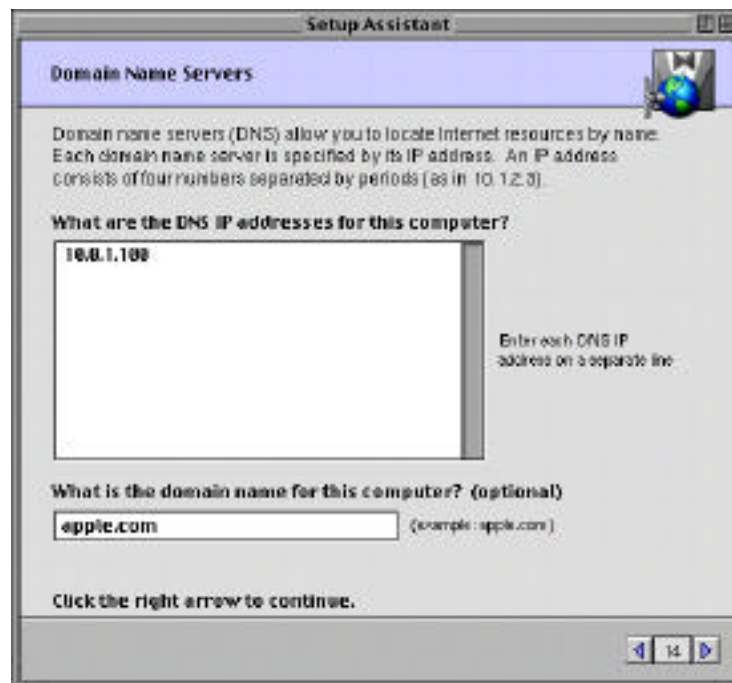 Setup Assistant
Domain Name Servers
Domain name servers (DNS) allow you to locate Internet resources by name.
Each domain name server is specified by its IP address. An IP address
consists of four numbers separated by periods (as in 10.1.2.3).
What are the DNS IP addresses for this computer?
10.0.1.100
Enter each DNS IP
address on a separate line
What is the domain name for this computer? (optional)
apple.com
(example: apple.com)
Click the right arrow to continue.
14